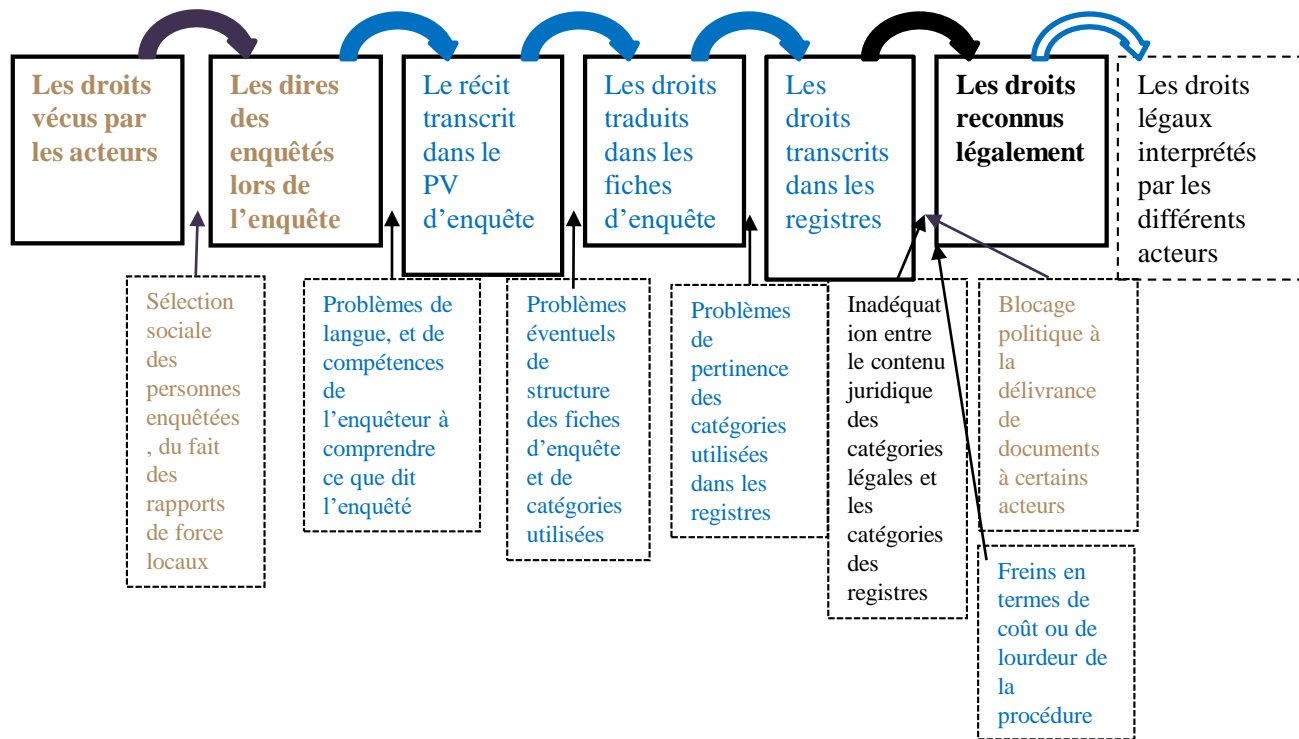 Les droits
vécus par
les acteurs
Les dires
des
enquêtés
lors de
l’enquête
Le récit
transcrit
dans le
PV
d’enquête
Les droits
traduits
dans les
fiches
d’enquête
Les
droits
transcrits
dans les
registres
Les droits
reconnus
légalement
Les droits
légaux
interprétés
par les
différents
acteurs
Sélection
sociale
des
personnes
enquêtées
, du fait
des
rapports
de force
locaux
Problèmes de
langue, et de
compétences
de
l’enquêteur à
comprendre
ce que dit
l’enquêté
Problèmes
éventuels
de
structure
des fiches
d’enquête
et de
catégories
utilisées
Problèmes
de
pertinence
des
catégories
utilisées
dans les
registres
Inadéquat
ion entre
le contenu
juridique
des
catégories
légales et
les
catégories
des
registres
Blocage
politique à
la
délivrance
de
documents
à certains
acteurs
Freins en
termes de
coût ou de
lourdeur de
la
procédure